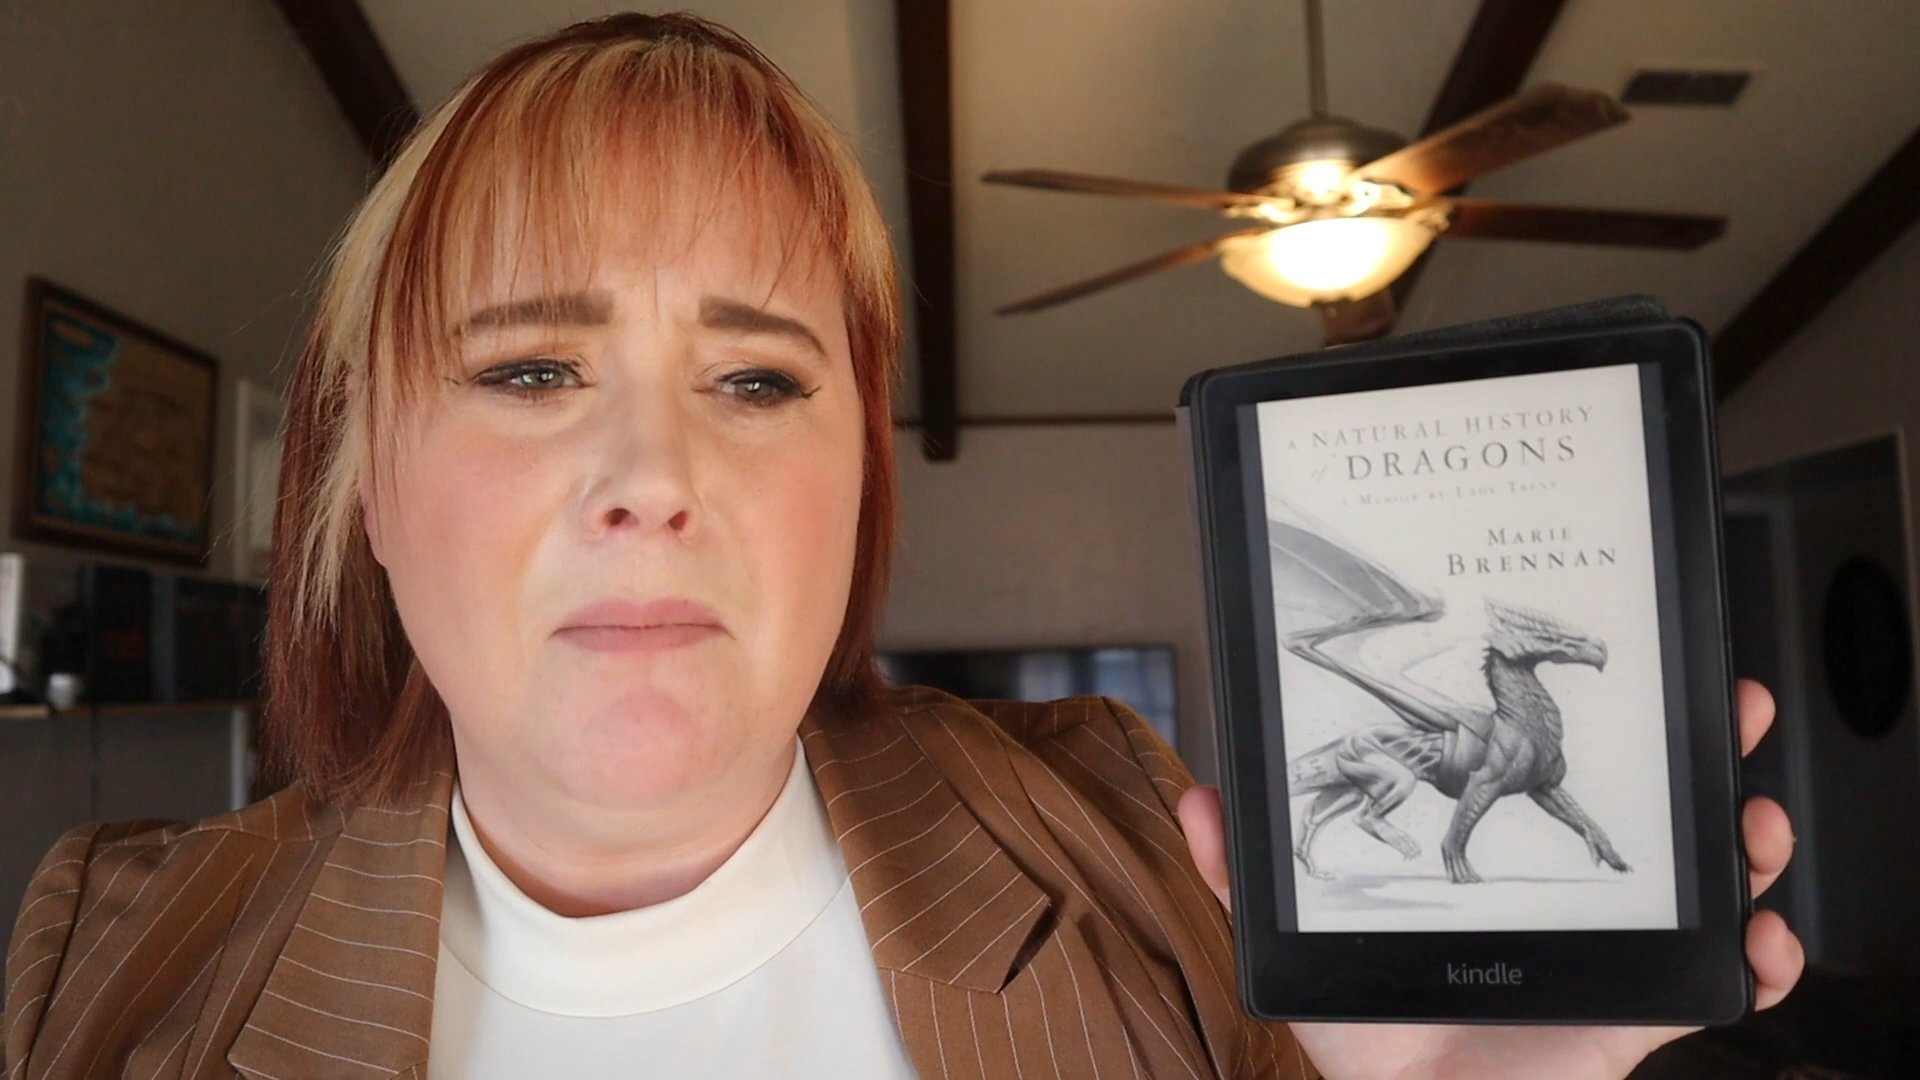 A NATURAL HISTORY
of DRAGONS
A MEMOIR BY LADY TRENT
MARIE
BRENNAN
kindle